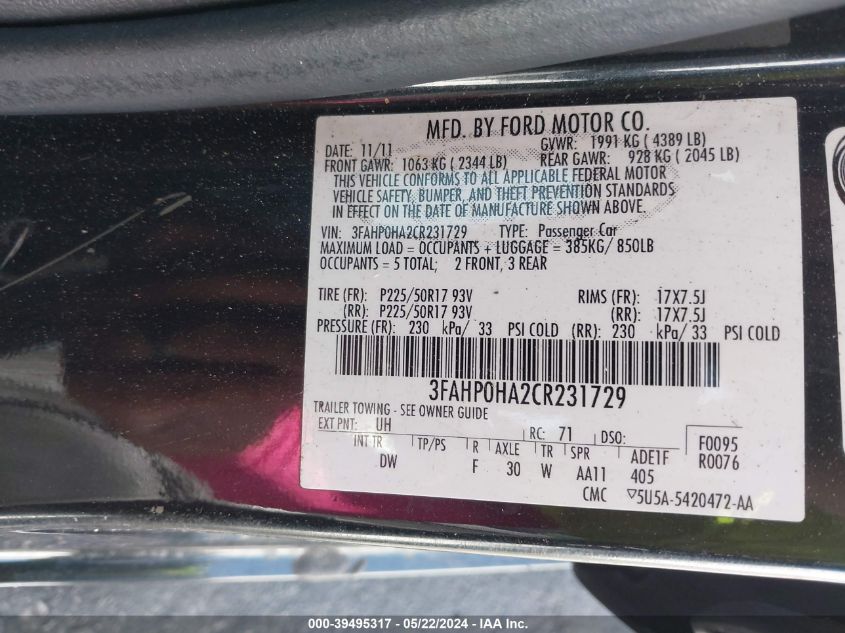 MFD. BY FORD MOTOR CO.
DATE: 11/11 GVWR: 1991 KG ( 4389 LB)
FRONT GAWR: 1063 KG ( 2344 LB) REAR GAWR: 928 KG ( 2045 LB)
THIS VEHICLE CONFORMS TO ALL APPLICABLE FEDERAL MOTOR
VEHICLE SAFETY, BUMPER, AND THEFT PREVENTION STANDARDS
IN EFFECT ON THE DATE OF MANUFACTURE SHOWN ABOVE.
VIN: 3FAHP0HA2CR231729 TYPE: Passenger Car
MAXIMUM LOAD = OCCUPANTS + LUGGAGE = 385KG/ 850LB
OCCUPANTS = 5 TOTAL; 2 FRONT, 3 REAR
TIRE (FR): P225/50R17 93V RIMS (FR): 17X7.5J
(RR): P225/50R17 93V (RR): 17X7.5J
PRESSURE (FR): 230 kPa/ 33 PSI COLD (RR): 230 kPa/ 33 PSI COLD
3FAHP0HA2CR231729
TRAILER TOWING - SEE OWNER GUIDE
EXT PNT: UH RC: 71 DSO: F0095
INT TR TP/PS R AXLE TR SPR ADE1F R0076
DW F 30 W AA11 405
CMC ▽5U5A-5420472-AA
000-39495317 - 05/22/2024 - IAA Inc.